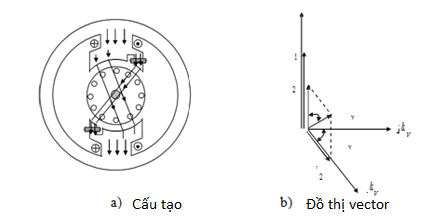 1
2
v
j.k
v
v
2
.k
v
a) Cấu tạo
b) Đồ thị vector